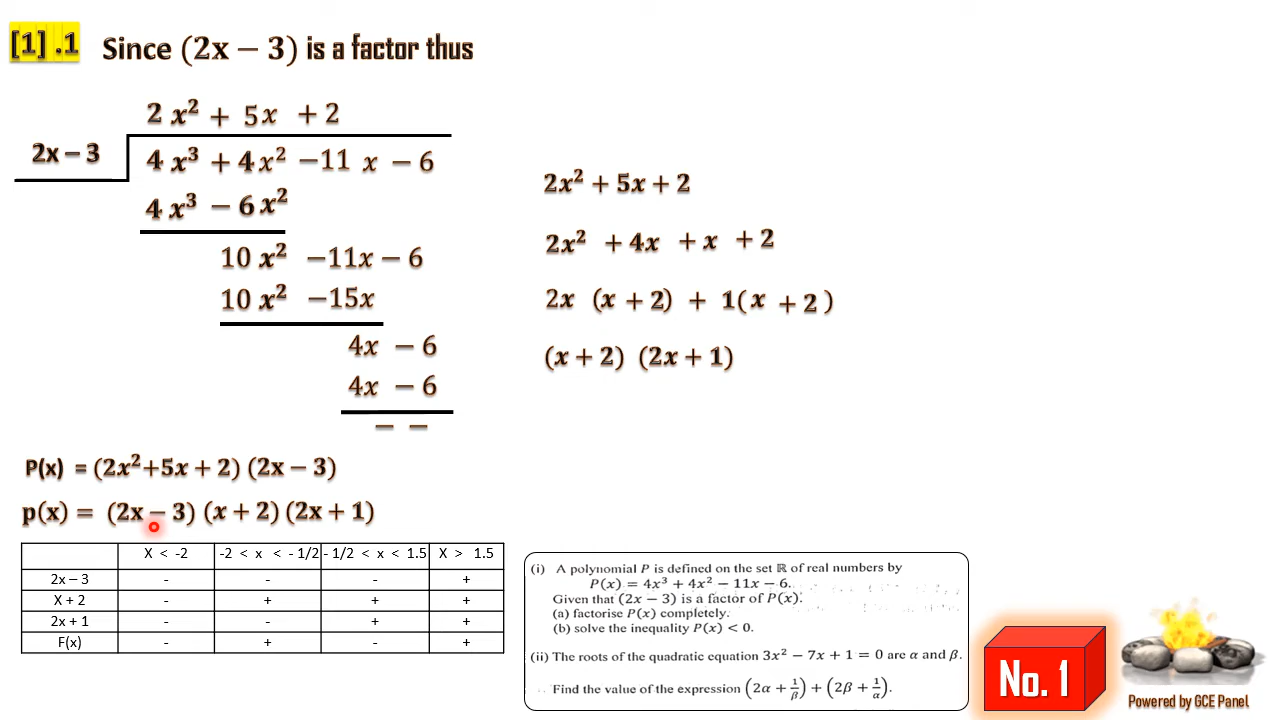 [1] .1 Since (2x − 3) is a factor thus
2 x² + 5x + 2
2x − 3
4 x³ + 4x² −11 x − 6
4 x³ − 6x²
10 x² −11x − 6
10 x² −15x
4x − 6
4x − 6
− −
2x² + 5x + 2
2x² + 4x + x + 2
2x (x + 2) + 1(x + 2)
(x + 2) (2x + 1)
P(x) = (2x²+5x + 2) (2x − 3)
p(x) = (2x − 3) (x + 2) (2x + 1)
X < -2 -2 < x < - 1/2 - 1/2 < x < 1.5 X > 1.5
2x – 3 - - - +
X + 2 - + + +
2x + 1 - - + +
F(x) - + - +
(i) A polynomial P is defined on the set ℝ of real numbers by
P(x) = 4x³ + 4x² − 11x − 6.
Given that (2x − 3) is a factor of P(x).
(a) factorise P(x) completely.
(b) solve the inequality P(x) < 0.
(ii) The roots of the quadratic equation 3x² − 7x + 1 = 0 are α and β.
Find the value of the expression (2α + 1/β) + (2β + 1/α).
No. 1
Powered by GCE Panel